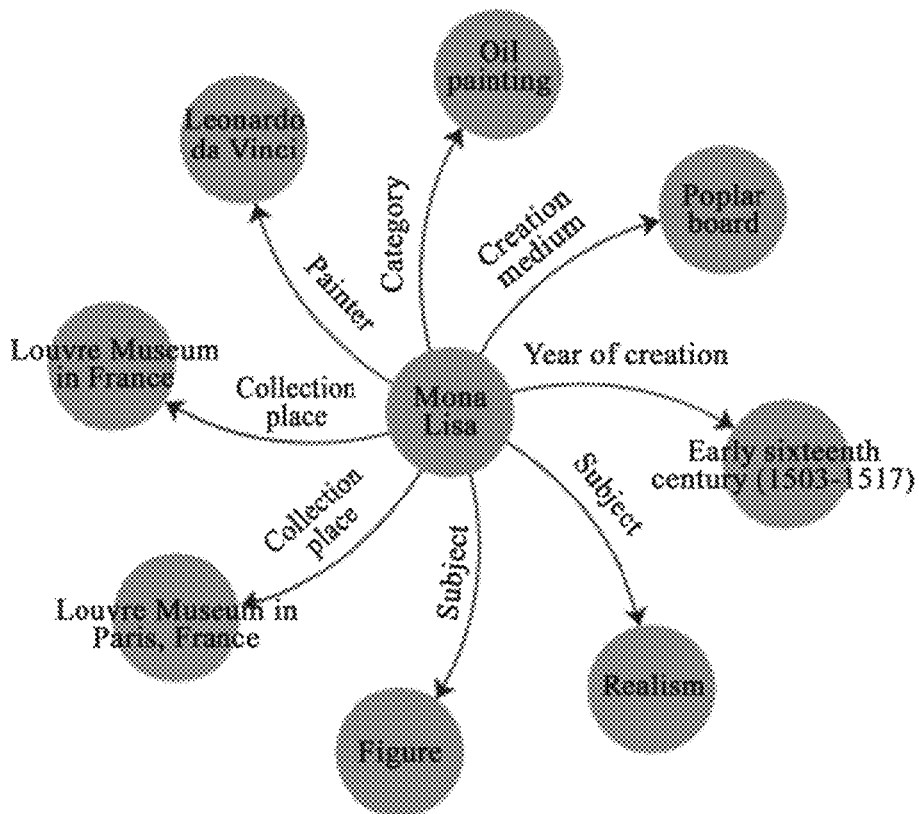 Oil
painting
Leonardo
da Vinci
Category
Creation
medium
Poplar
board
Painter
Louvre Museum
in France
Collection
place
Mona
Lisa
Year of creation
Early sixteenth
century (1503-1517)
Subject
Collection
place
Subject
Louvre Museum in
Paris, France
Realism
Figure